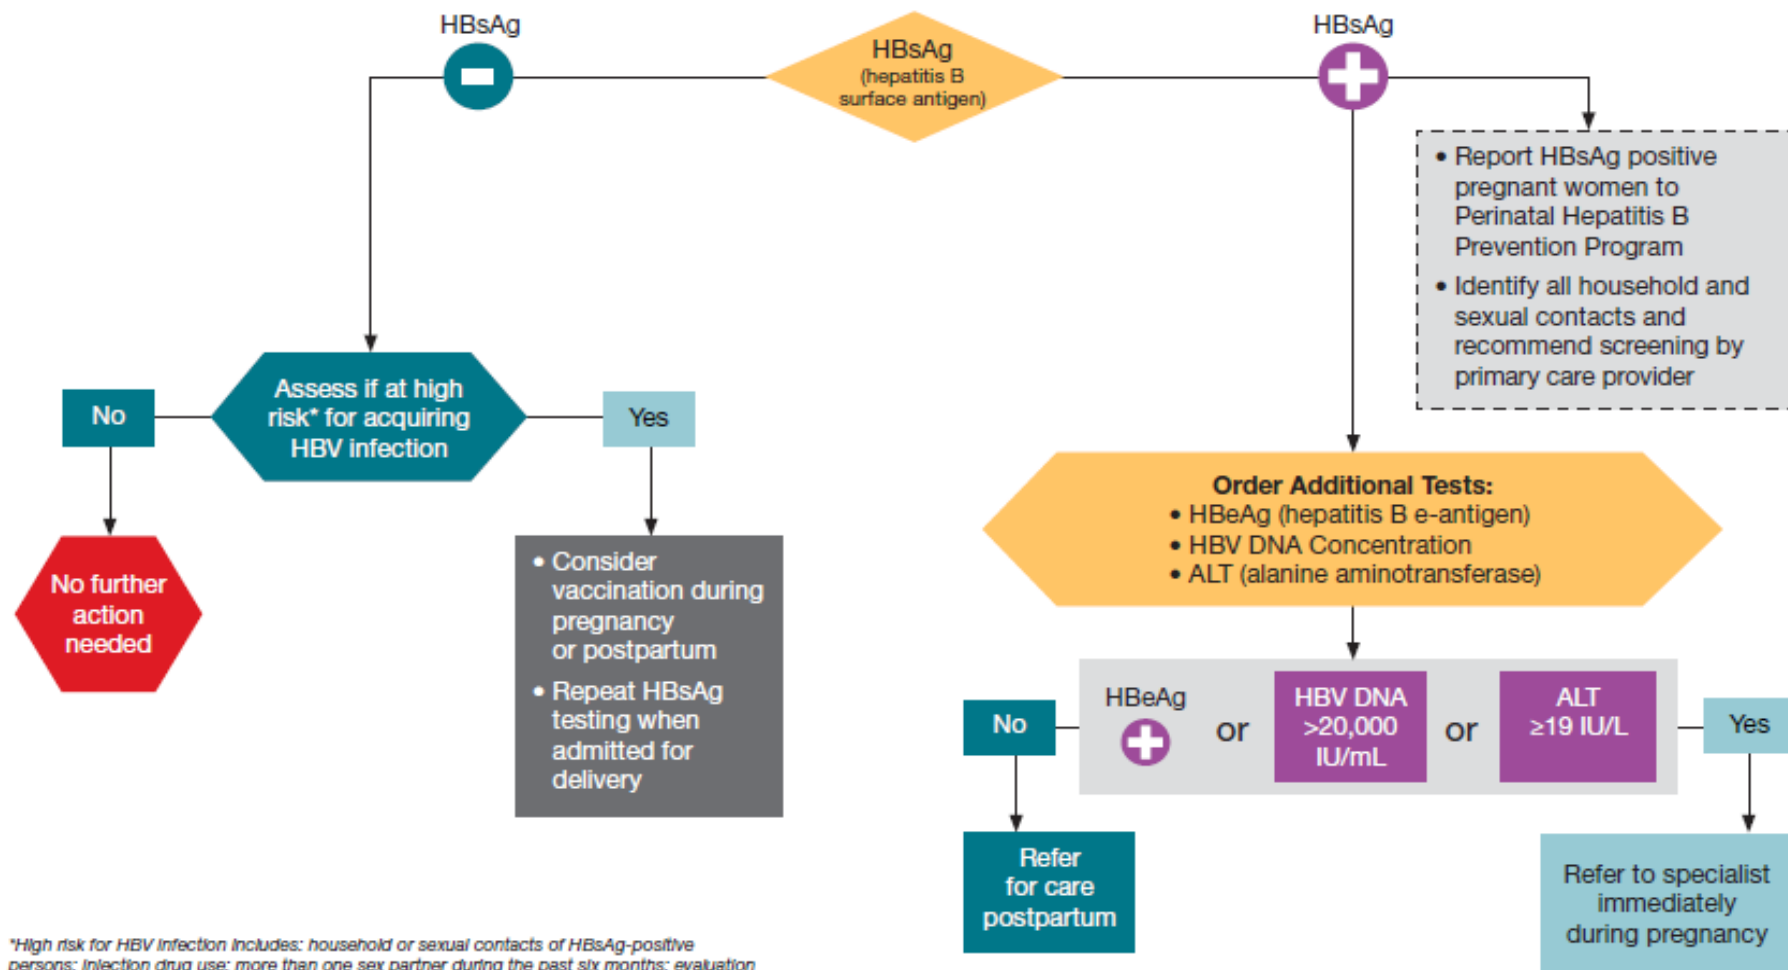 HBsAg
HBsAg
(hepatitis B
surface antigen)
HBsAg
• Report HBsAg positive
pregnant women to
Perinatal Hepatitis B
Prevention Program
• Identify all household and
sexual contacts and
recommend screening by
primary care provider
No
Assess if at high
risk* for acquiring
HBV infection
Yes
No further
action
needed
• Consider
vaccination during
pregnancy
or postpartum
• Repeat HBsAg
testing when
admitted for
delivery
Order Additional Tests:
• HBeAg (hepatitis B e-antigen)
• HBV DNA Concentration
• ALT (alanine aminotransferase)
No
HBeAg
or
HBV DNA
>20,000
IU/mL
or
ALT
≥19 IU/L
Yes
Refer
for care
postpartum
Refer to specialist
immediately
during pregnancy
*High risk for HBV infection includes: household or sexual contacts of HBsAg-positive
persons; injection drug use; more than one sex partner during the past six months; evaluation